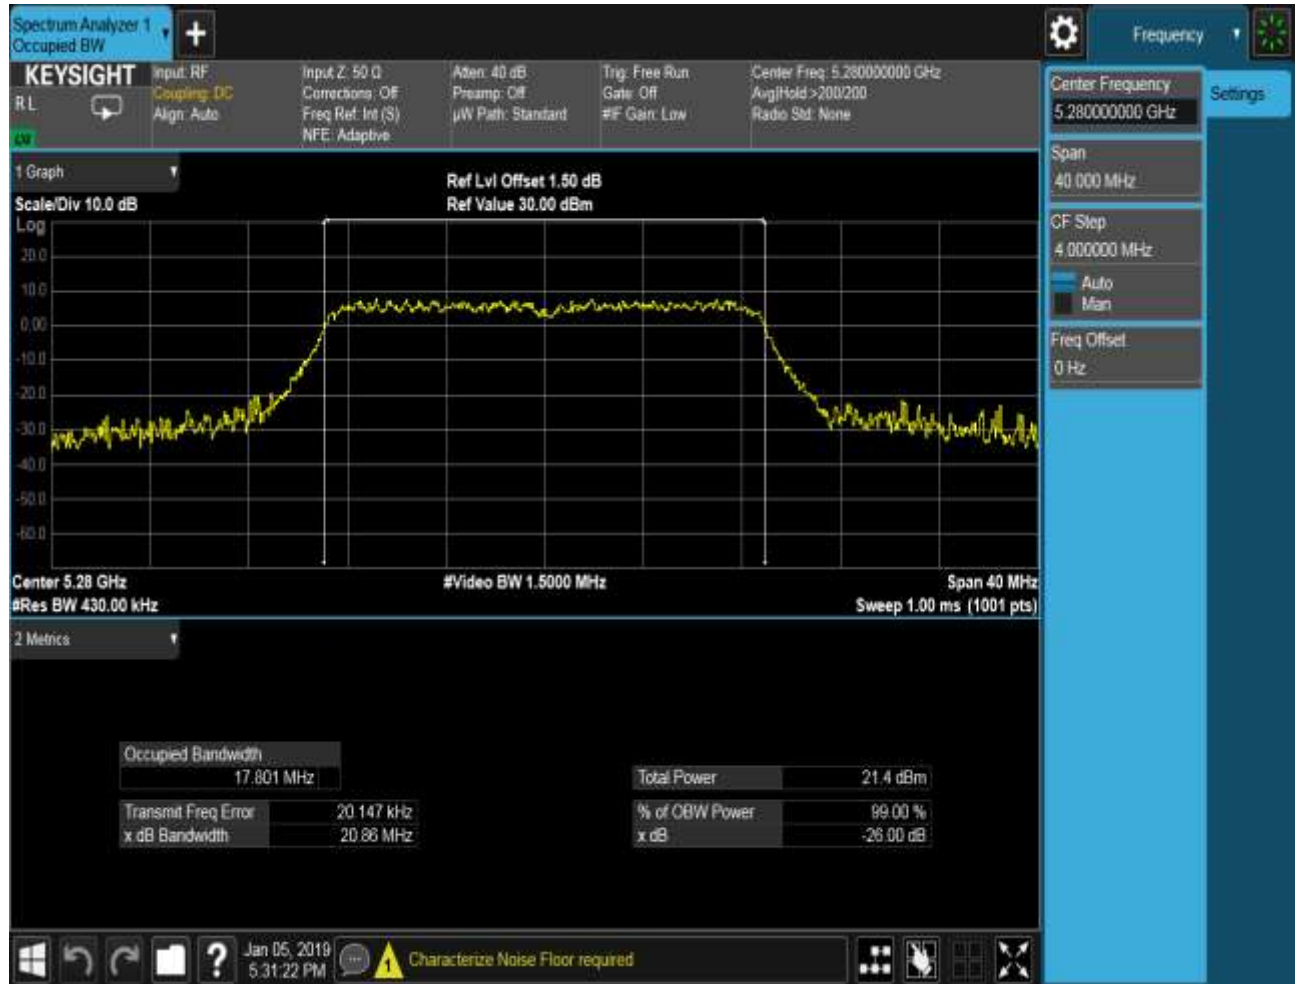 Spectrum Analyzer 1
Occupied BW
Frequency
KEYSIGHT
RL
Input: RF
Coupling: DC
Align: Auto
Input Z: 50 Ω
Corrections: Off
Freq Ref: Int (S)
NFE: Adaptive
Atten: 40 dB
Preamp: Off
µW Path: Standard
Trig: Free Run
Gate: Off
#IF Gain: Low
Center Freq: 5.280000000 GHz
Avg|Hold:>200/200
Radio Std: None
Center Frequency
5.280000000 GHz
Settings
Span
40.000 MHz
CF Step
4.000000 MHz
Auto
Man
Freq Offset
0 Hz
1 Graph
Scale/Div 10.0 dB
Ref Lvl Offset 1.50 dB
Ref Value 30.00 dBm
Log
20.0
10.0
0.00
-10.0
-20.0
-30.0
-40.0
-50.0
-60.0
Center 5.28 GHz
#Video BW 1.5000 MHz
Span 40 MHz
#Res BW 430.00 kHz
Sweep 1.00 ms (1001 pts)
2 Metrics
Occupied Bandwidth
17.801 MHz
Total Power 21.4 dBm
Transmit Freq Error 20.147 kHz
% of OBW Power 99.00 %
x dB Bandwidth 20.86 MHz
x dB -26.00 dB
Jan 05, 2019
5:31:22 PM
1
Characterize Noise Floor required